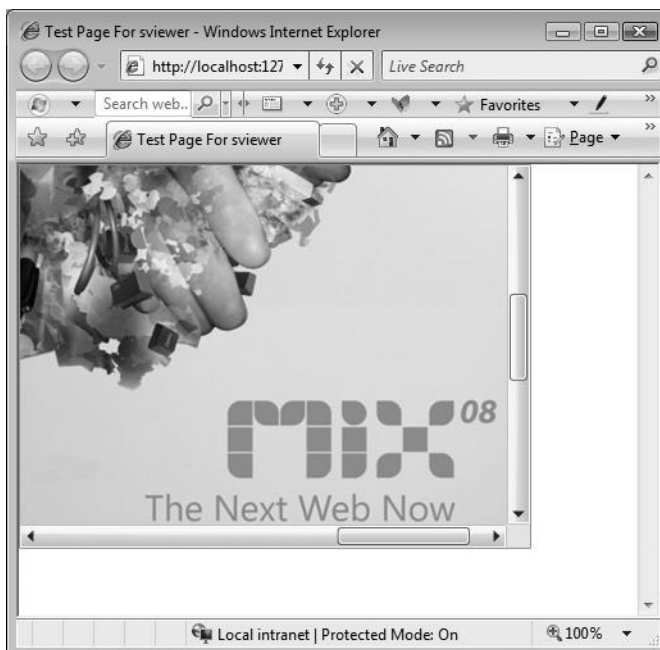 Test Page For sviewer - Windows Internet Explorer
http://localhost:127
Live Search
Search web..
Favorites
Test Page For sviewer
Page
mix 08
The Next Web Now
Local intranet | Protected Mode: On
100%